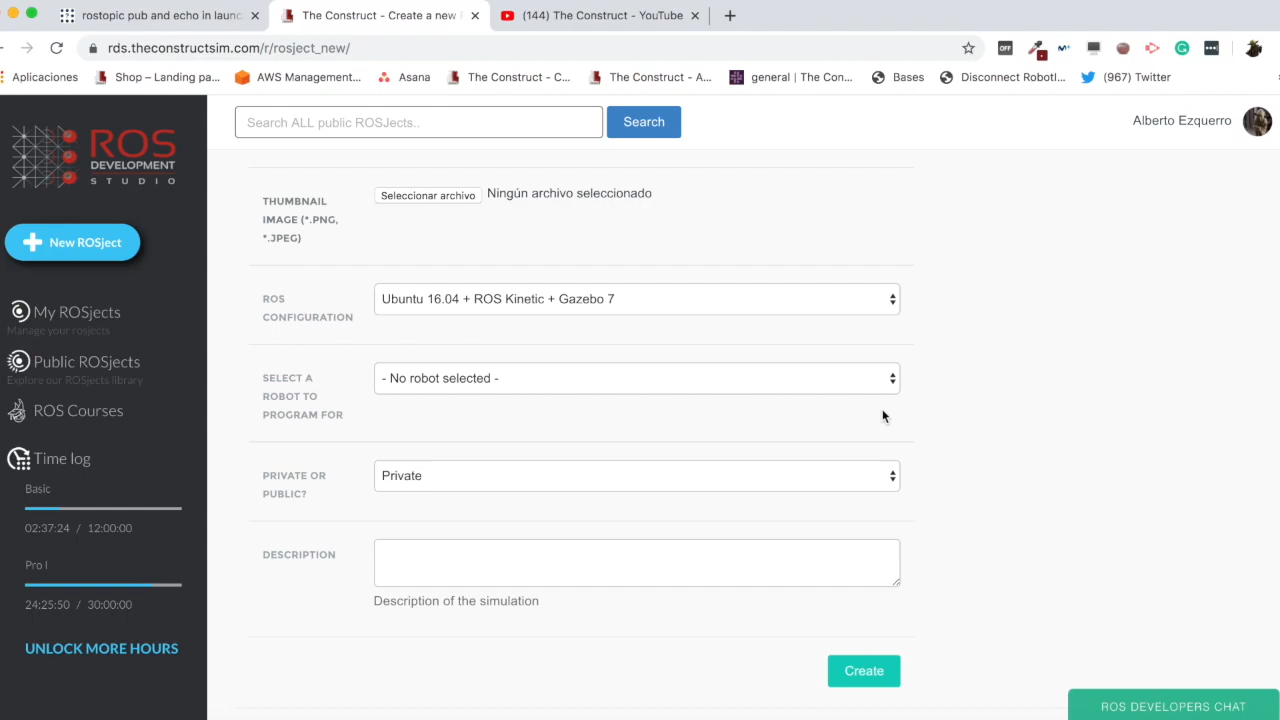 rostopic pub and echo in launc
The Construct - Create a new
(144) The Construct - YouTube
rds.theconstructsim.com/r/rosject_new/
OFF
Aplicaciones
Shop – Landing pa...
AWS Management...
Asana
The Construct - C...
The Construct - A...
general | The Con...
Bases
Disconnect RobotI...
(967) Twitter
ROS
DEVELOPMENT
STUDIO
Search ALL public ROSJects..
Search
Alberto Ezquerro
New ROSject
My ROSjects
Manage your rosjects
Public ROSjects
Explore our ROSjects library
ROS Courses
Time log
Basic
02:37:24 / 12:00:00
Pro I
24:25:50 / 30:00:00
UNLOCK MORE HOURS
THUMBNAIL
IMAGE (*.PNG,
*.JPEG)
Seleccionar archivo Ningún archivo seleccionado
ROS
CONFIGURATION
Ubuntu 16.04 + ROS Kinetic + Gazebo 7
SELECT A
ROBOT TO
PROGRAM FOR
- No robot selected -
PRIVATE OR
PUBLIC?
Private
DESCRIPTION
Description of the simulation
Create
ROS DEVELOPERS CHAT